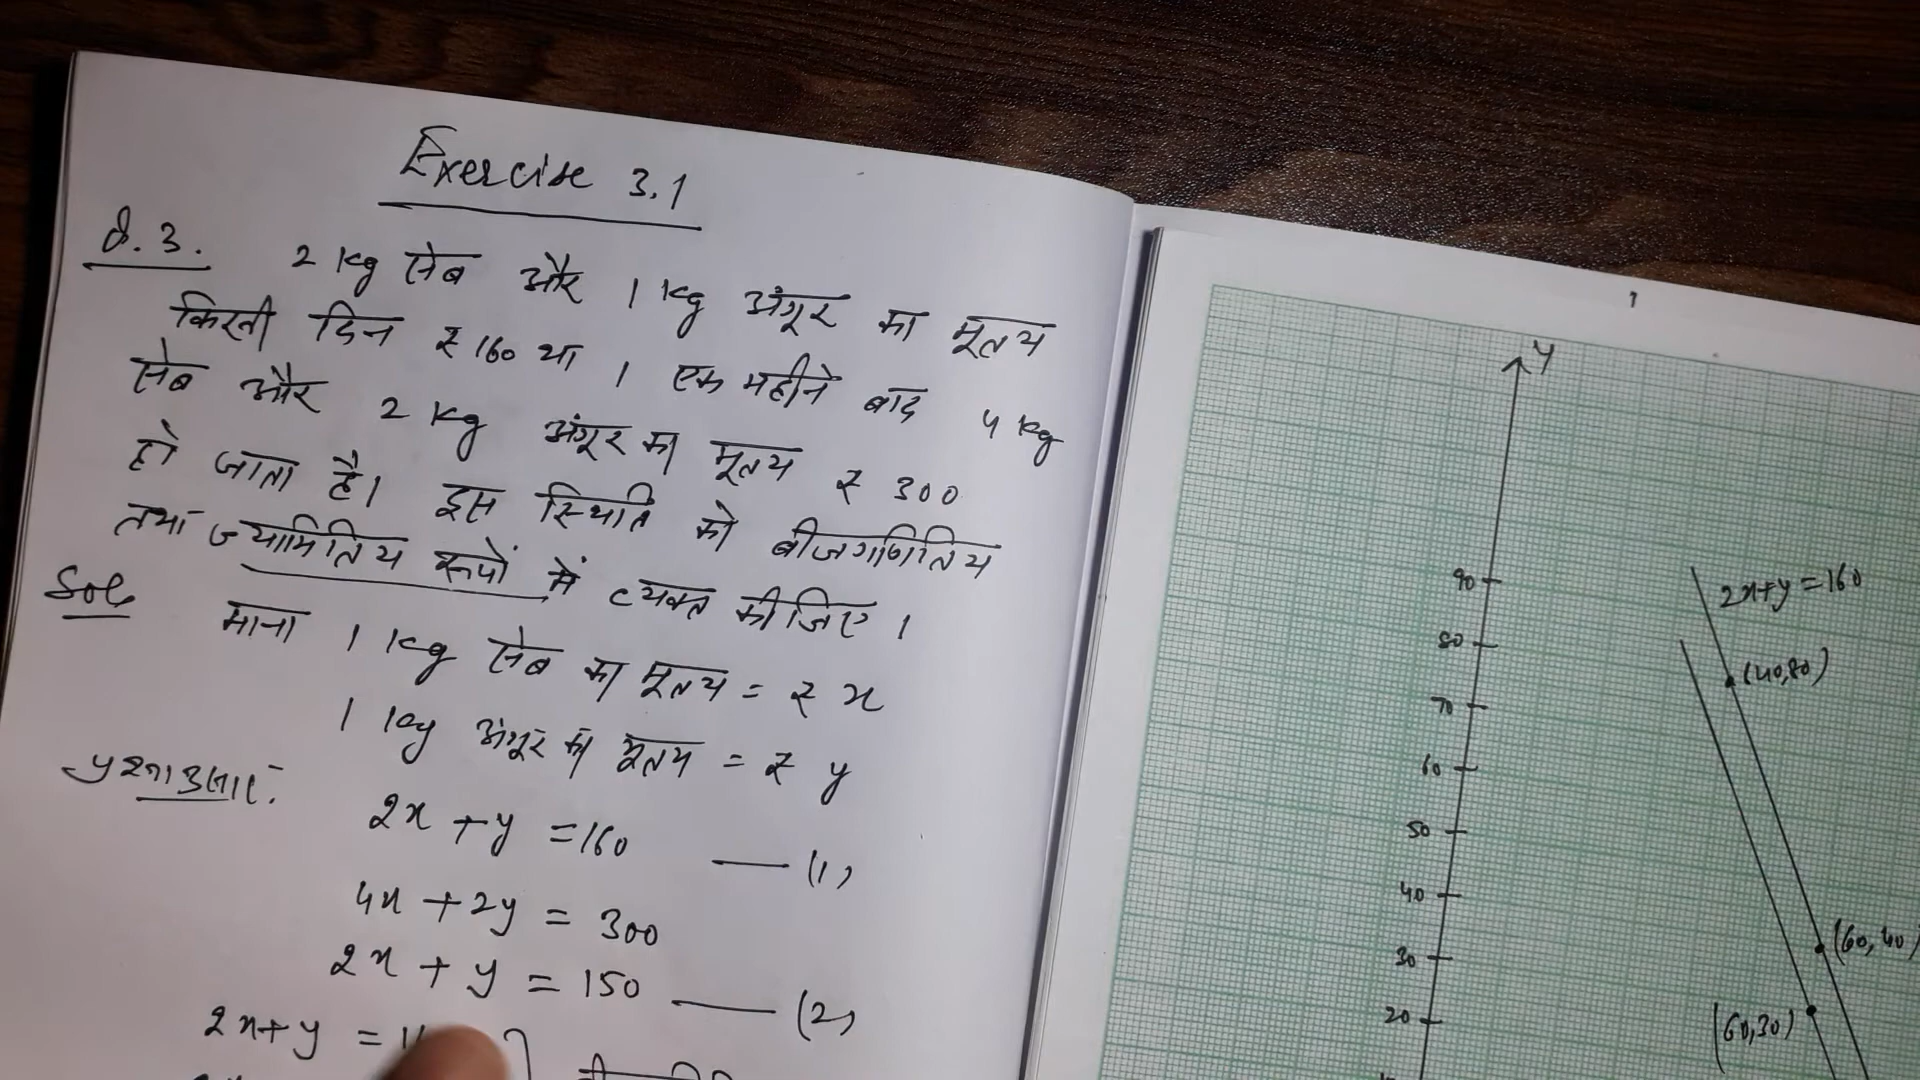 Exercise 3.1
Q.3. 2 kg सेब और 1 kg अंगूर का मूल्य
किसी दिन ₹ 160 था । एक महीने बाद 4 kg
सेब और 2 kg अंगूर का मूल्य ₹ 300
हो जाता है। इस स्थिति को बीजगणितिय
तथा ज्यामितिय रूपों में व्यक्त कीजिए ।
Sol माना 1 kg सेब का मूल्य = ₹ x
1 kg अंगूर का मूल्य = ₹ y
प्रश्नानुसार:
2x + y = 160 — (1)
4x + 2y = 300
2x + y = 150 — (2)
2x + y =
Y
90
80
70
60
50
40
30
20
2x+y = 160
(40,80)
(60,40)
(60,30)